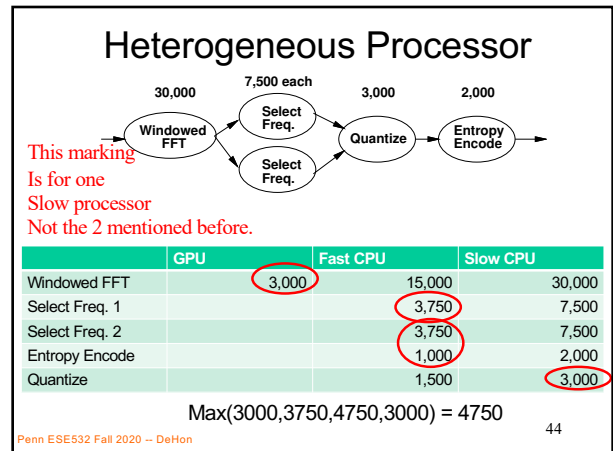 Heterogeneous Processor
30,000
7,500 each
3,000
2,000
Windowed
FFT
Select
Freq.
Select
Freq.
Quantize
Entropy
Encode
This marking
Is for one
Slow processor
Not the 2 mentioned before.
GPU Fast CPU Slow CPU
Windowed FFT 3,000 15,000 30,000
Select Freq. 1 3,750 7,500
Select Freq. 2 3,750 7,500
Entropy Encode 1,000 2,000
Quantize 1,500 3,000
Max(3000,3750,4750,3000) = 4750
Penn ESE532 Fall 2020 -- DeHon
44